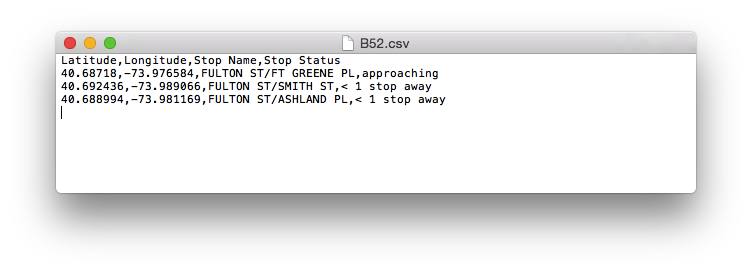 B52.csv
Latitude,Longitude,Stop Name,Stop Status
40.68718,-73.976584,FULTON ST/FT GREENE PL,approaching
40.692436,-73.989066,FULTON ST/SMITH ST,< 1 stop away
40.688994,-73.981169,FULTON ST/ASHLAND PL,< 1 stop away